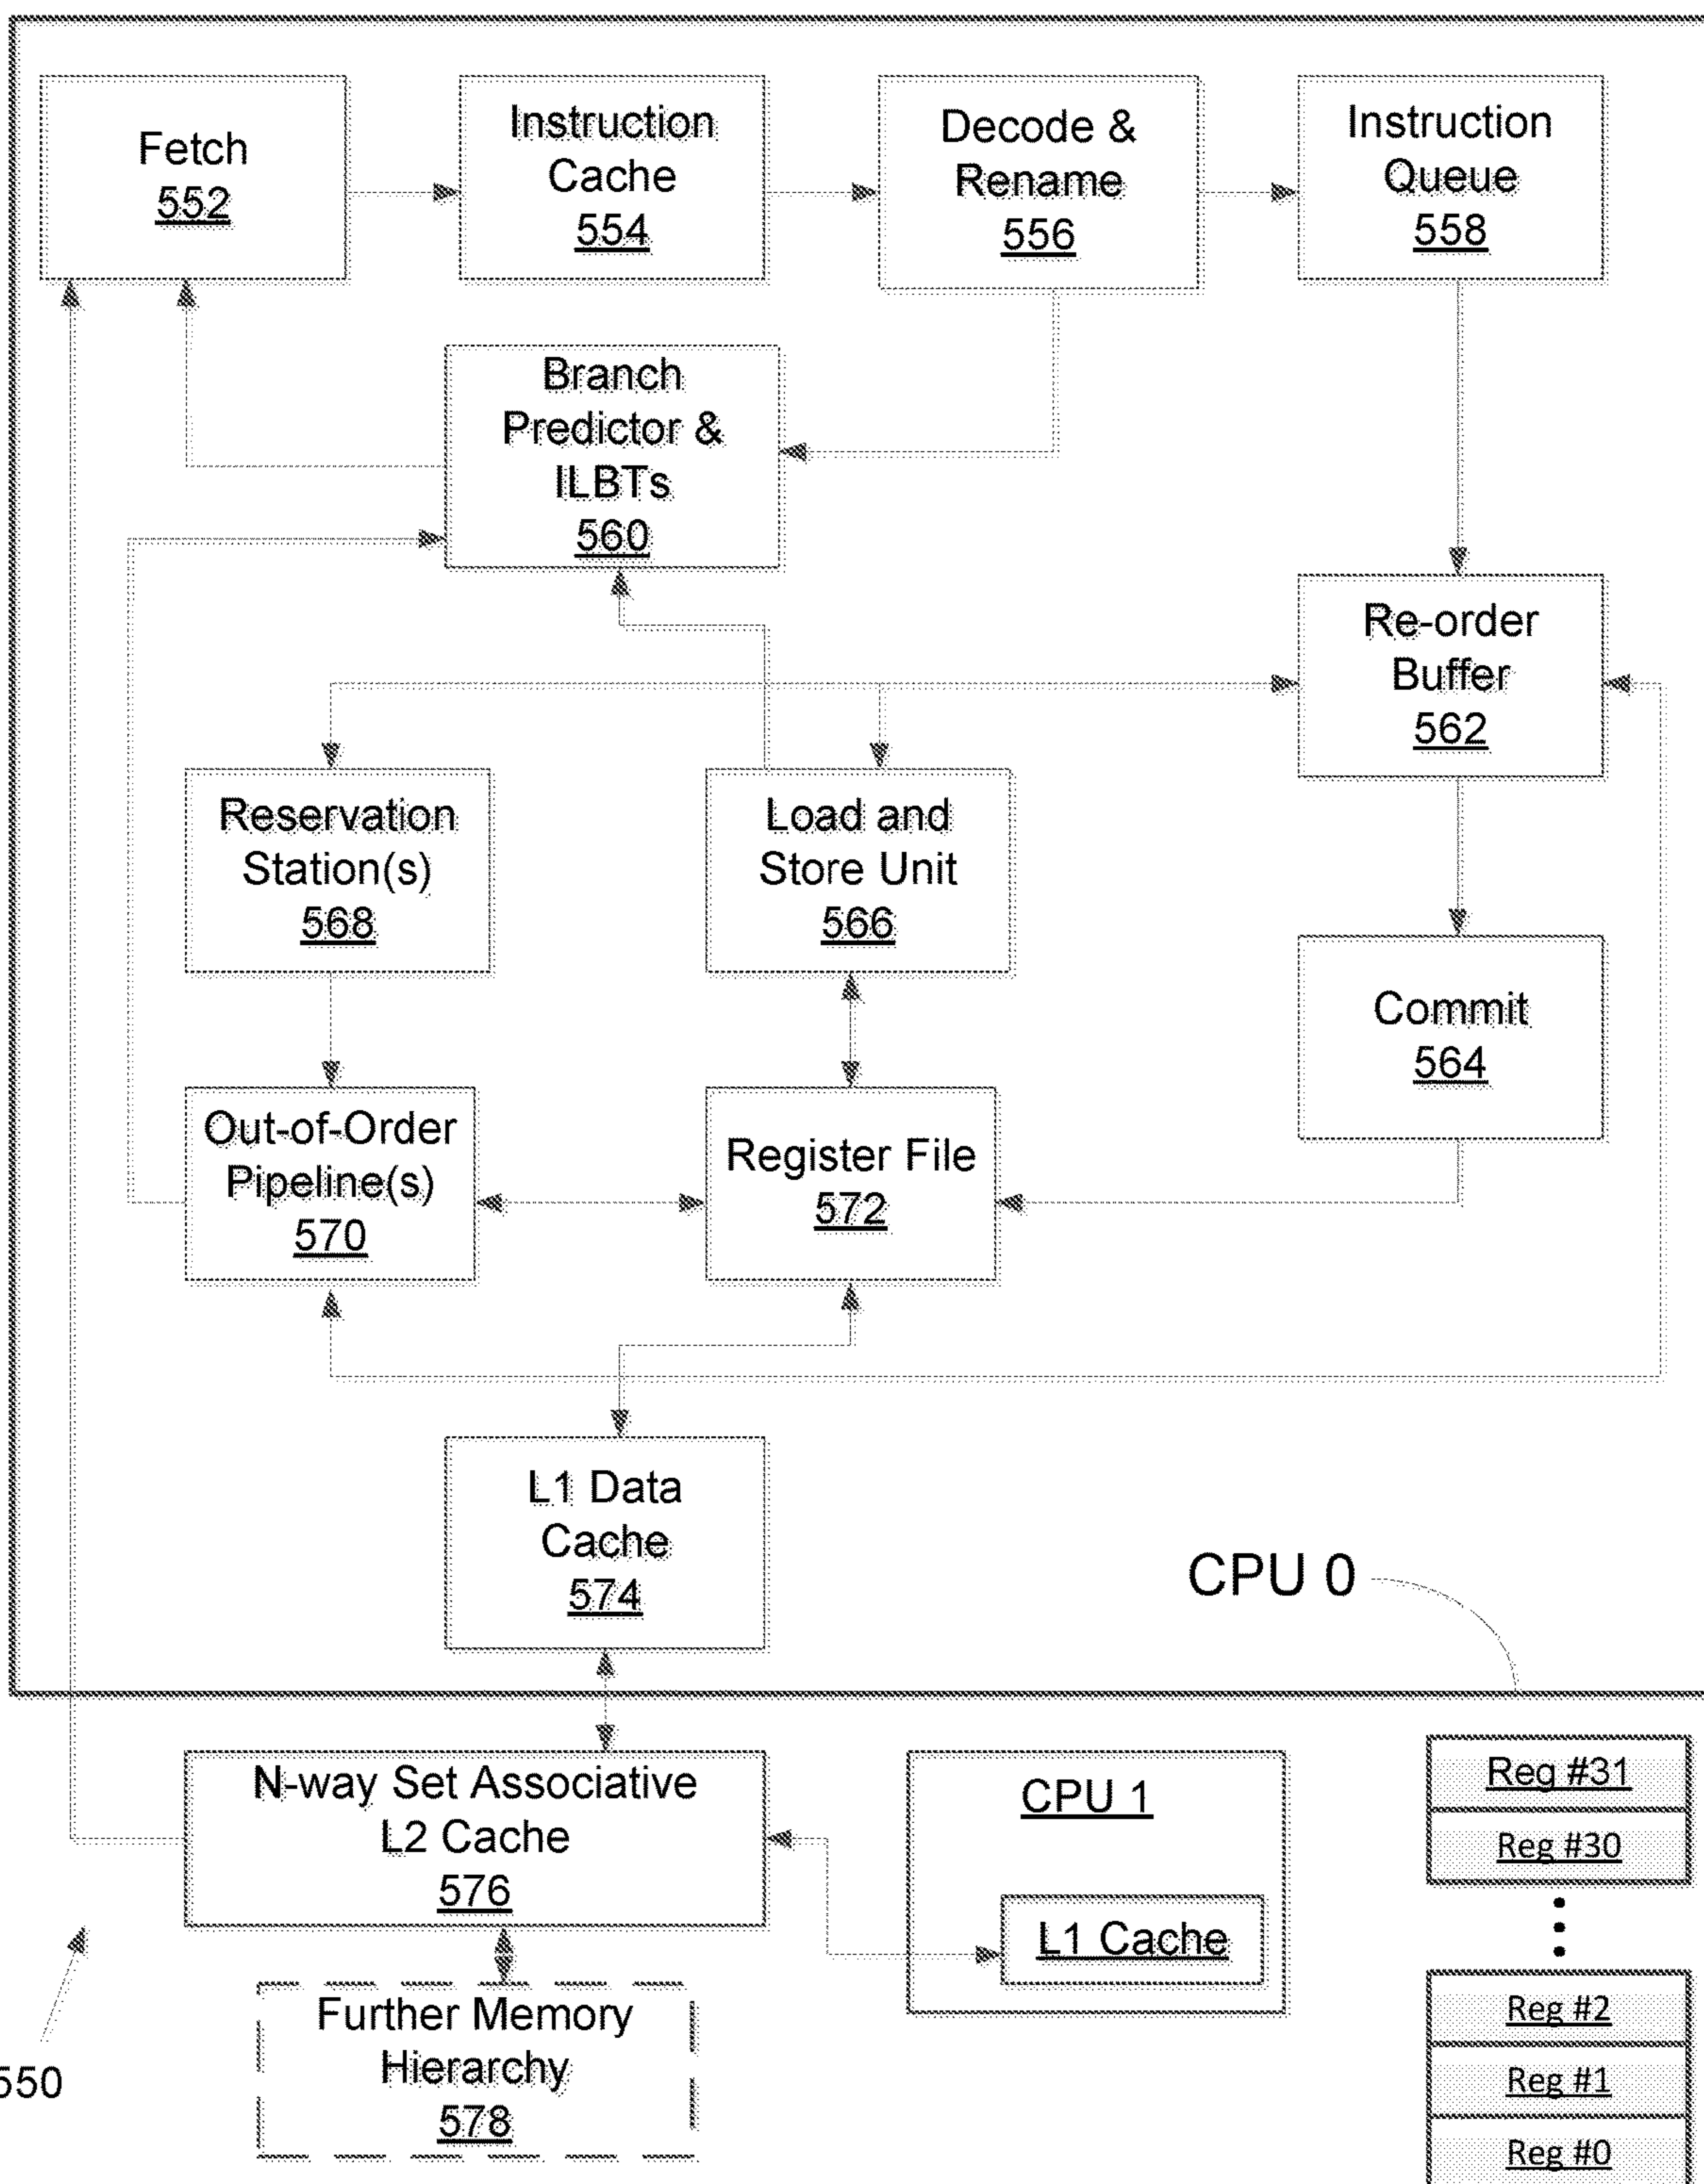 Fetch
552
Instruction
Cache
554
Decode &
Rename
556
Instruction
Queue
558
Branch
Predictor &
ILBTs
560
Re-order
Buffer
562
Reservation
Station(s)
568
Load and
Store Unit
566
Commit
564
Out-of-Order
Pipeline(s)
570
Register File
572
L1 Data
Cache
574
CPU 0
N-way Set Associative
L2 Cache
576
CPU 1
L1 Cache
Reg #31
Reg #30
Reg #2
Reg #1
Reg #0
Further Memory
Hierarchy
578
550